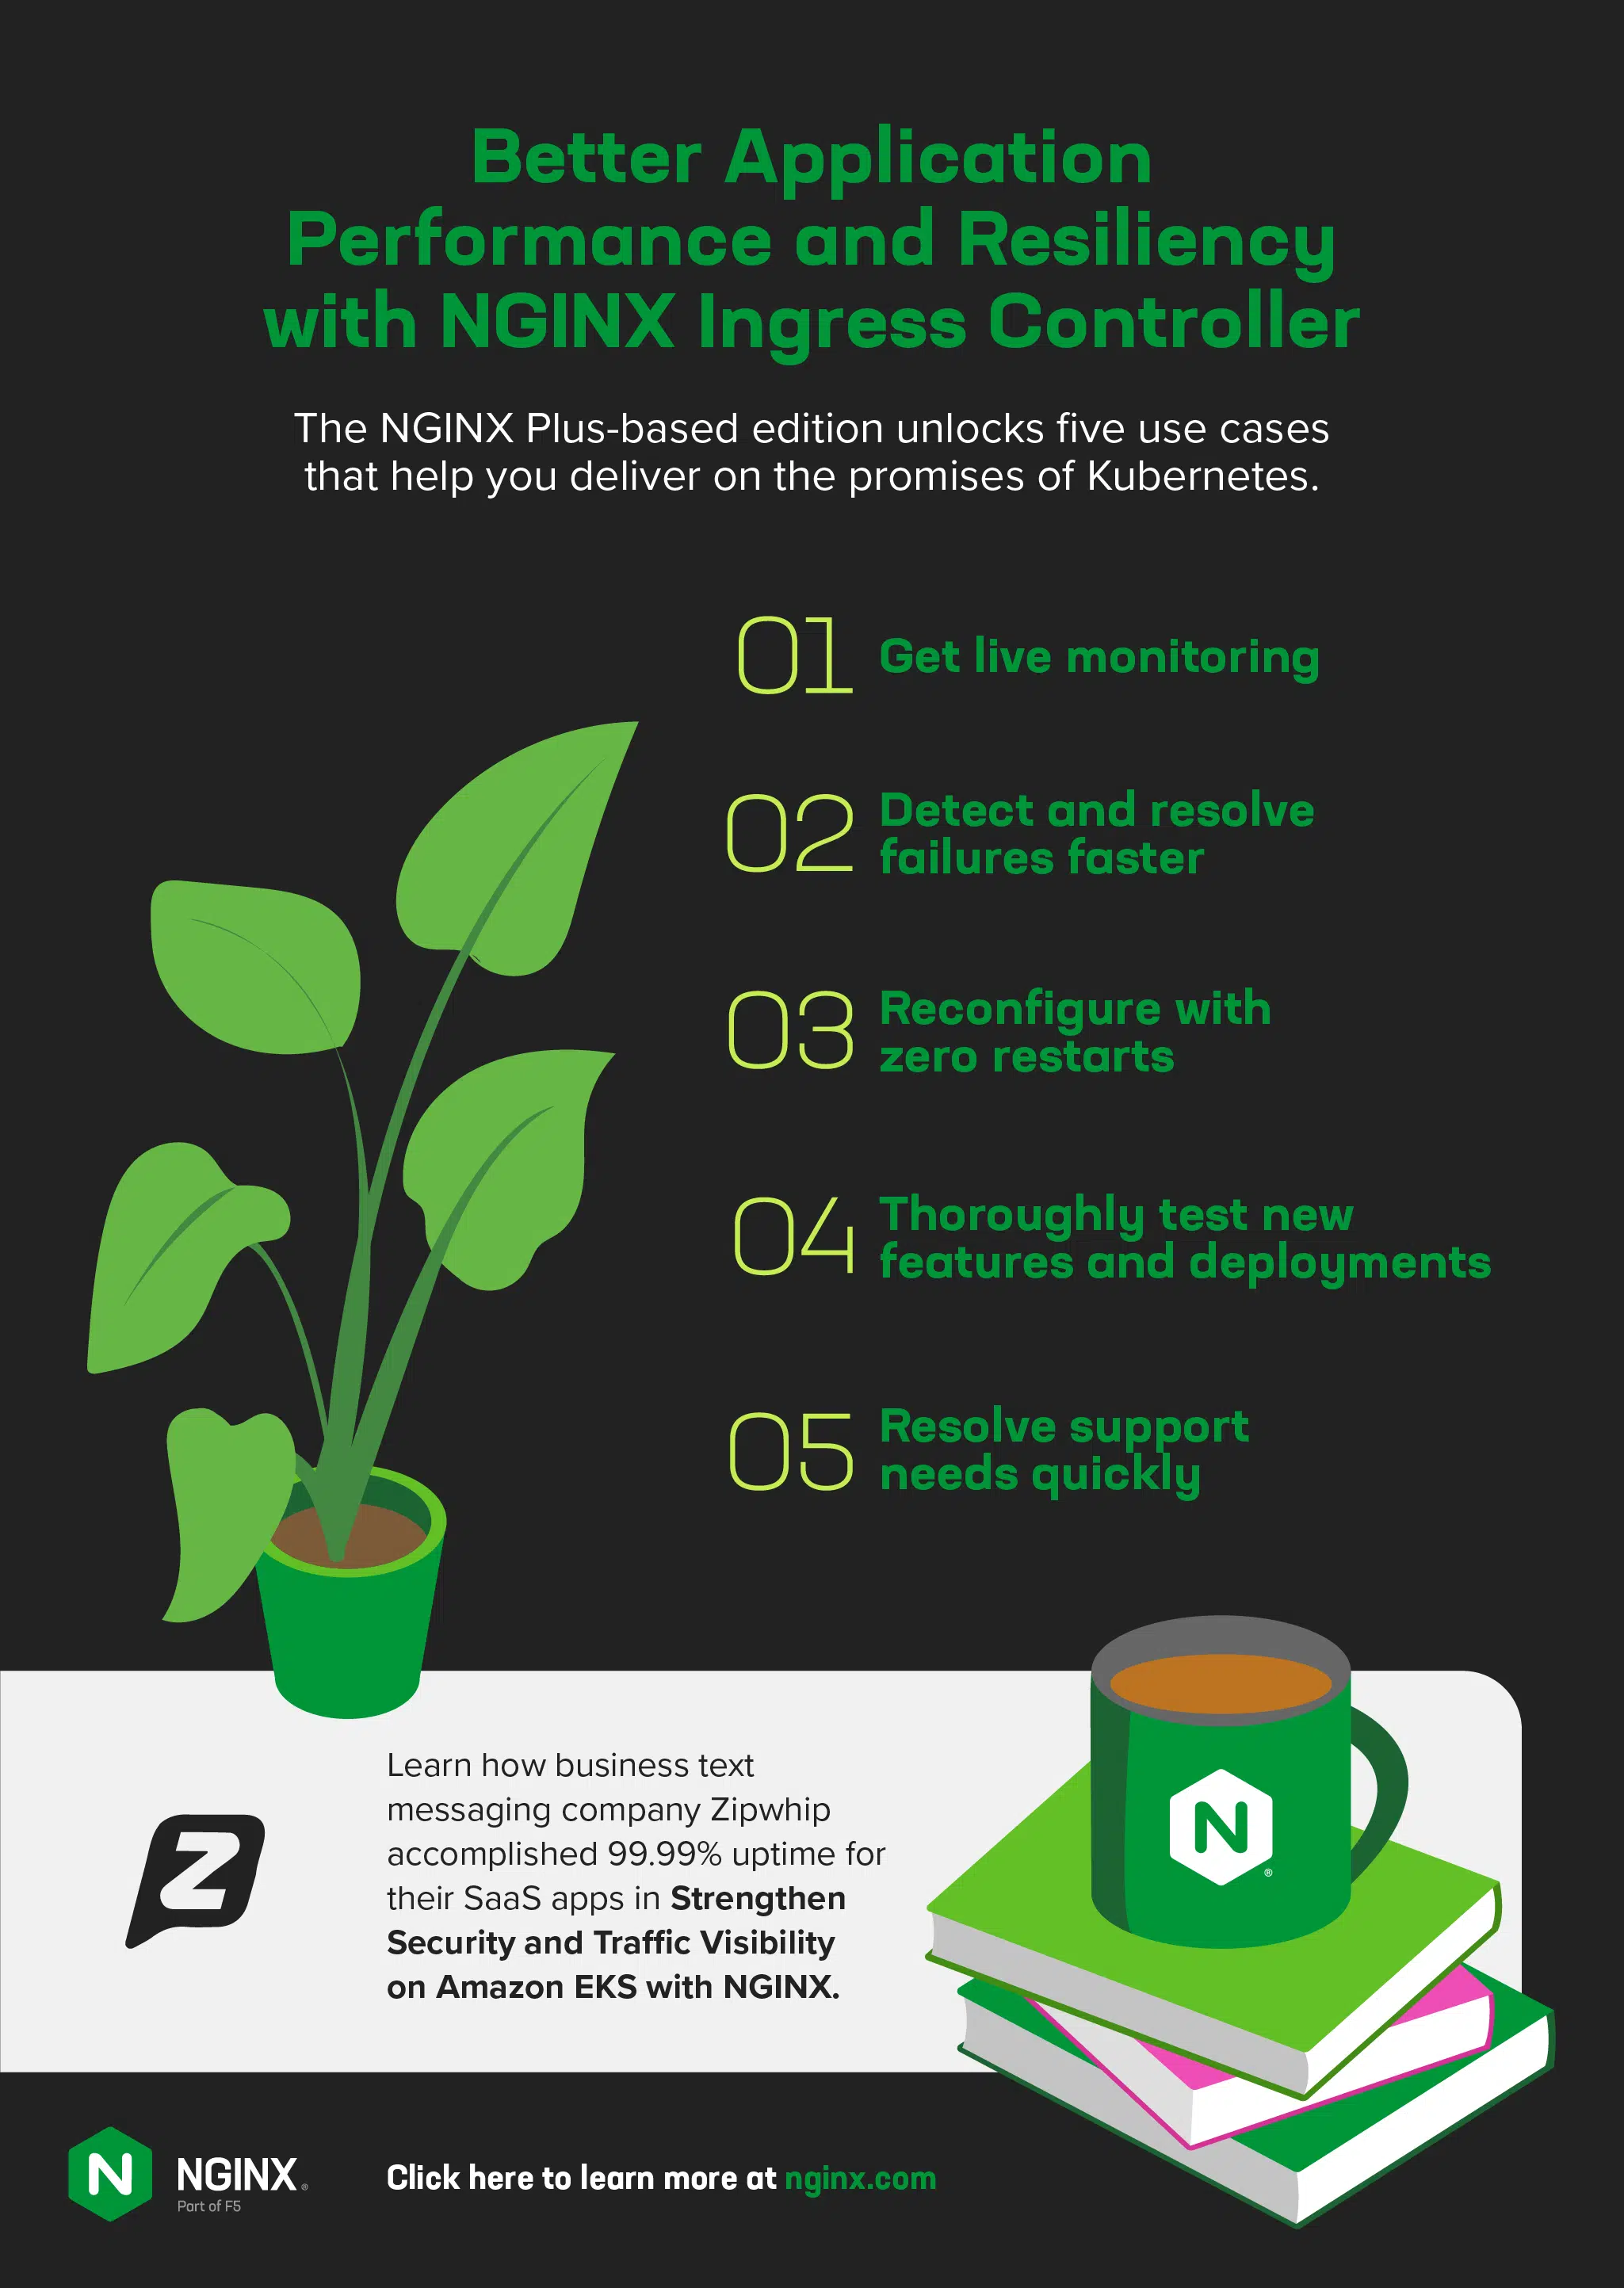 Better Application
Performance and Resiliency
with NGINX Ingress Controller
The NGINX Plus-based edition unlocks five use cases
that help you deliver on the promises of Kubernetes.
01 Get live monitoring
02 Detect and resolve
failures faster
03 Reconfigure with
zero restarts
04 Thoroughly test new
features and deployments
05 Resolve support
needs quickly
N
®
Z
Learn how business text
messaging company Zipwhip
accomplished 99.99% uptime for
their SaaS apps in Strengthen
Security and Traffic Visibility
on Amazon EKS with NGINX.
N
NGINX®
Part of F5
Click here to learn more at nginx.com